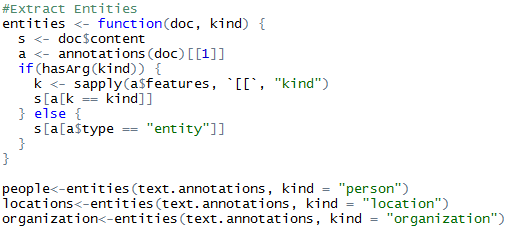 #Extract Entities
entities <- function(doc, kind) {
  s <- doc$content
  a <- annotations(doc)[[1]]
  if(hasArg(kind)) {
    k <- sapply(a$features, `[[`, "kind")
    s[a[k == kind]]
  } else {
    s[a[a$type == "entity"]]
  }
}

people<-entities(text.annotations, kind = "person")
locations<-entities(text.annotations, kind = "location")
organization<-entities(text.annotations, kind = "organization")